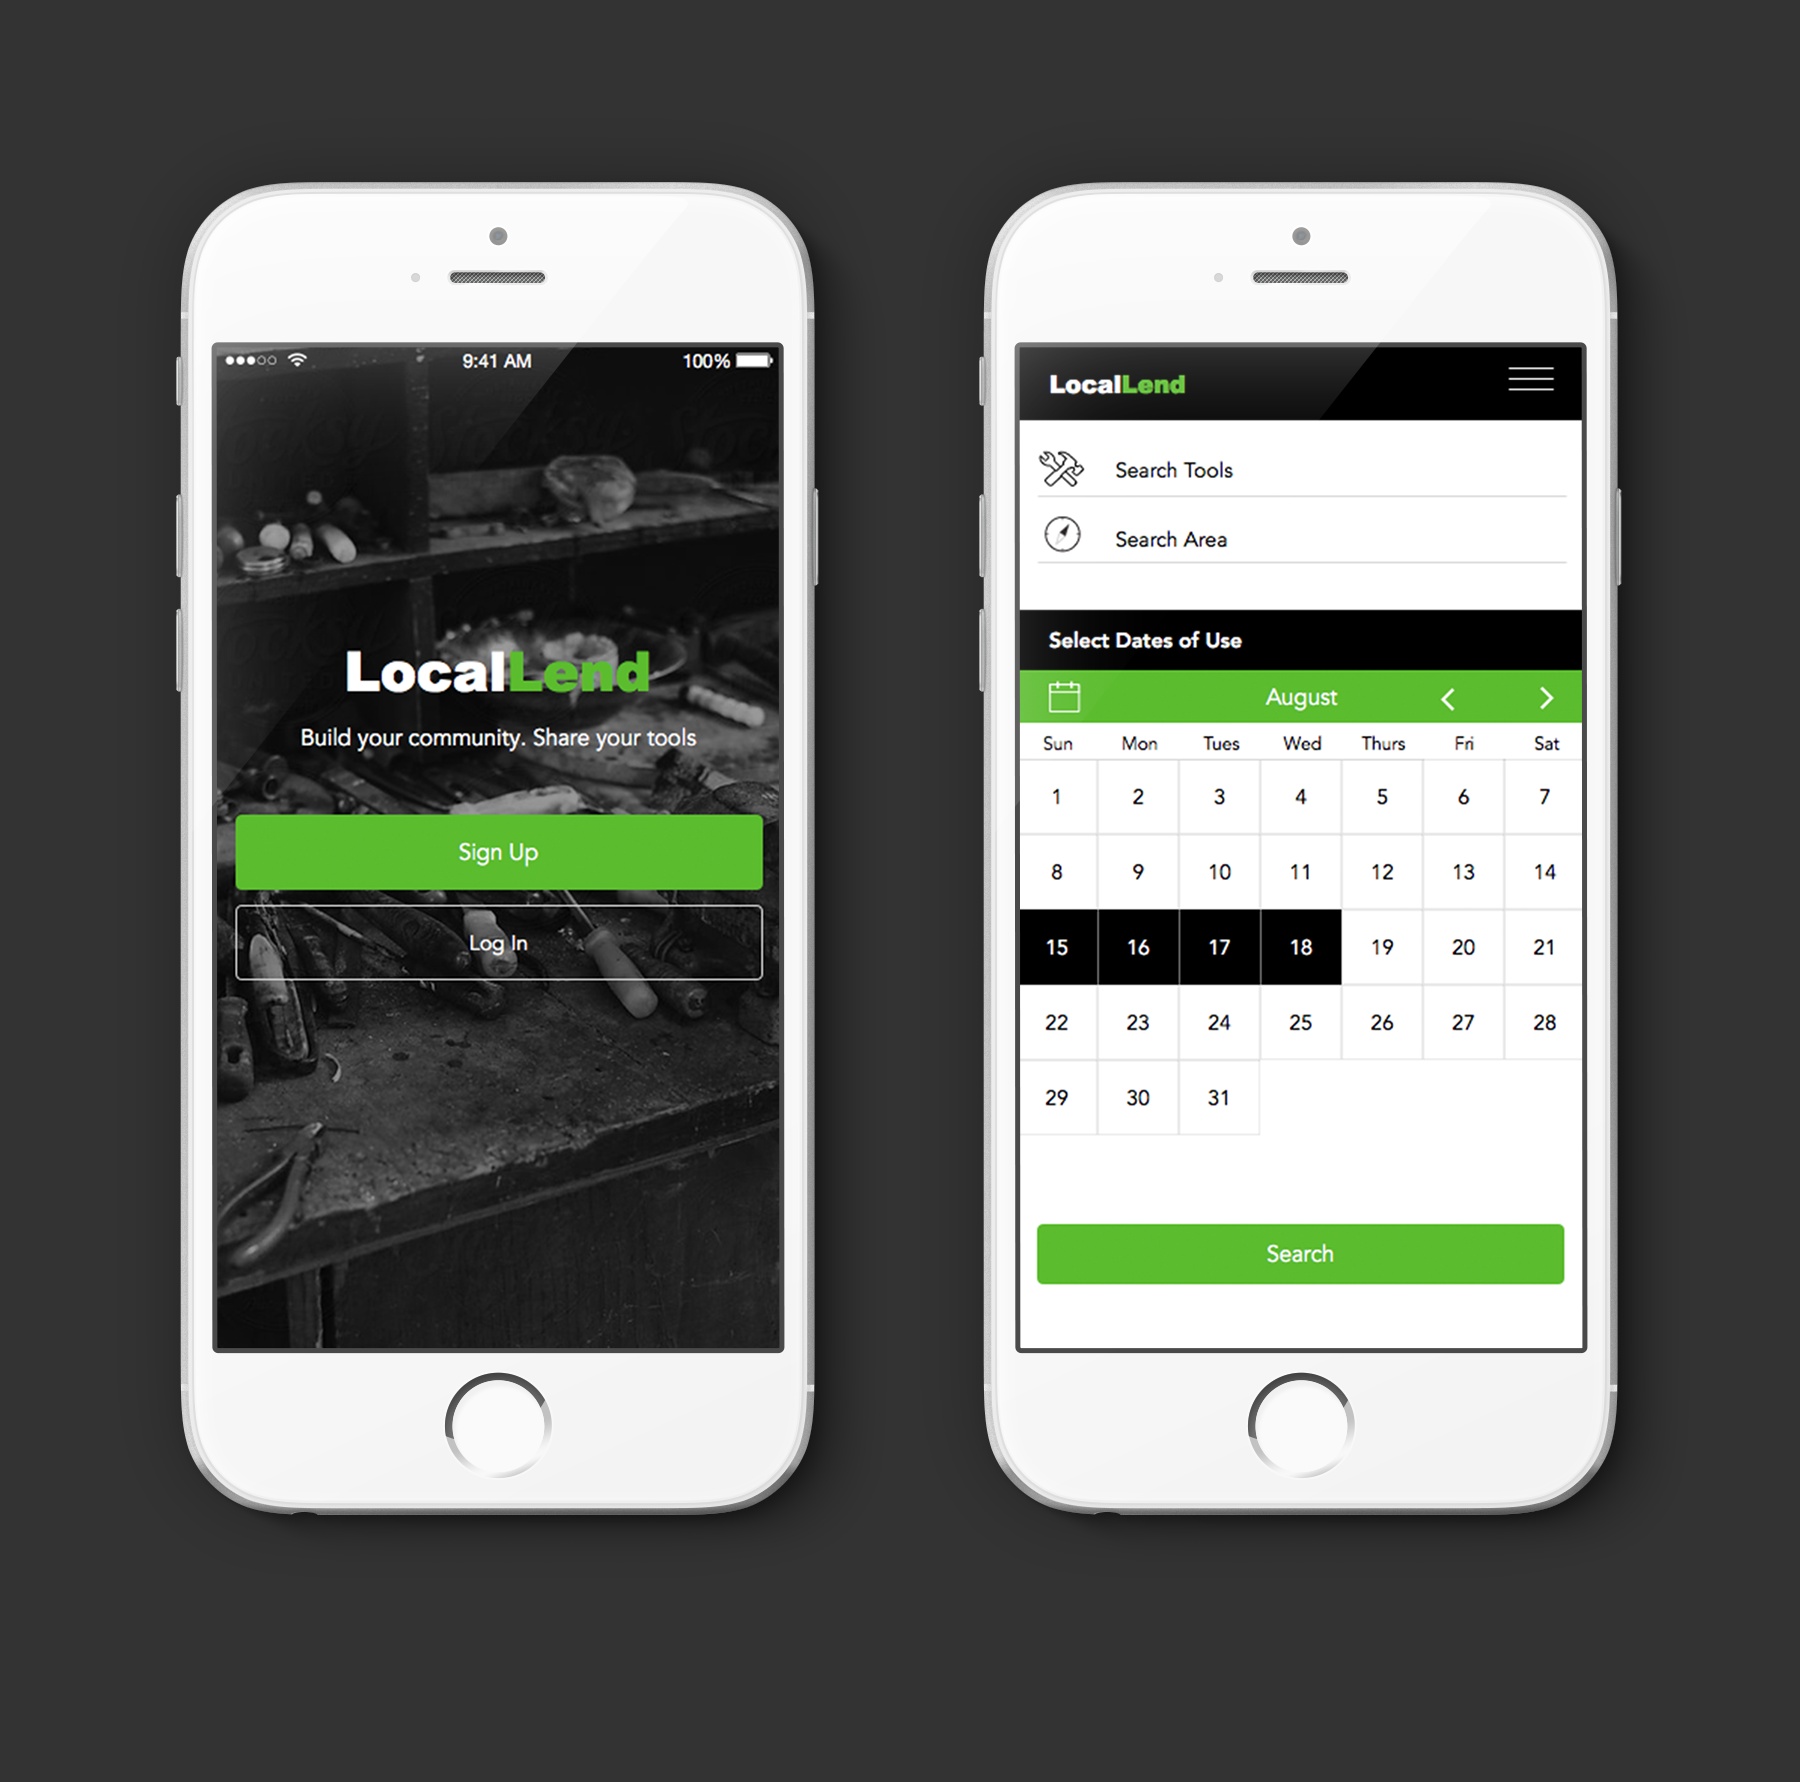 9:41 AM 100%
LocalLend
Build your community. Share your tools
Sign Up
Log In
LocalLend
Search Tools
Search Area
Select Dates of Use
August
Sun Mon Tues Wed Thurs Fri Sat
1 2 3 4 5 6 7
8 9 10 11 12 13 14
15 16 17 18 19 20 21
22 23 24 25 26 27 28
29 30 31
Search